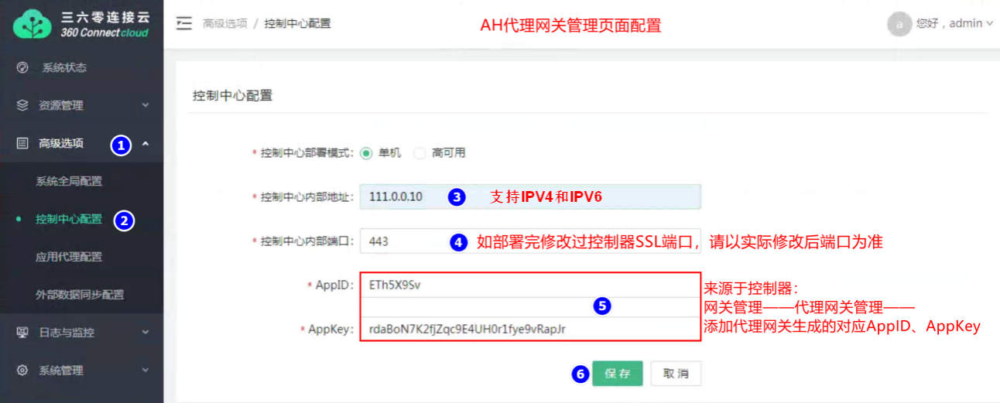 三六零连接云
360 Connectcloud
高级选项 / 控制中心配置
AH代理网关管理页面配置
a 您好，admin
系统状态
资源管理
高级选项
1
系统全局配置
控制中心配置
2
应用代理配置
外部数据同步配置
日志与监控
系统管理
控制中心配置
* 控制中心部署模式： 单机 高可用
* 控制中心内部地址： 111.0.0.10 3 支持IPV4和IPV6
* 控制中心内部端口： 443 4 如部署完修改过控制器SSL端口，请以实际修改后端口为准
* AppID： ETh5X9Sv
5
* AppKey： rdaBoN7K2fjZqc9E4UH0r1fye9vRapJr
来源于控制器：
网关管理——代理网关管理——
添加代理网关生成的对应AppID、AppKey
6 保存 取消